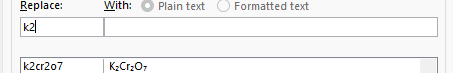 Replace: With: Plain text Formatted text
k2
k2cr2o7 K₂Cr₂O₇